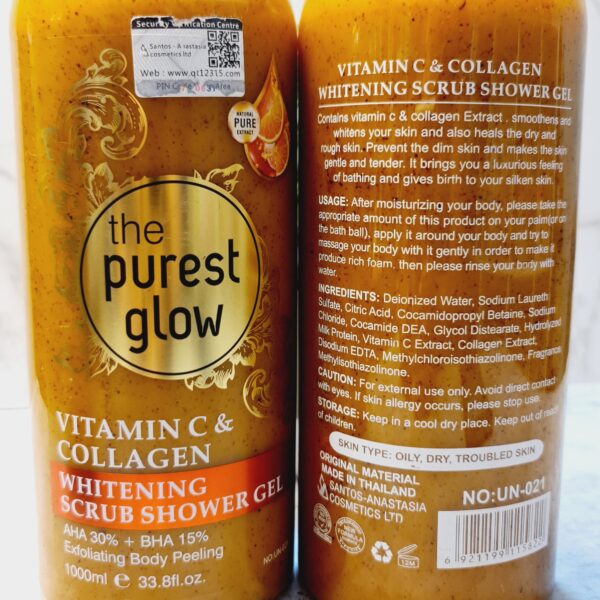 Security Verification Centre
Santos - Anastasia
cosmetics ltd
Web : www.qt12315.com
NATURAL
PURE
EXTRACT
the
purest
glow
VITAMIN C &
COLLAGEN
WHITENING
SCRUB SHOWER GEL
AHA 30% + BHA 15%
Exfoliating Body Peeling
1000ml e 33.8fl.oz.
NO:UN-021
VITAMIN C & COLLAGEN
WHITENING SCRUB SHOWER GEL
Contains vitamin c & collagen Extract , smoothens and
whitens your skin and also heals the dry and
rough skin. Prevent the dim skin and makes the skin
gentle and tender. It brings you a luxurious feeling
of bathing and gives birth to your silken skin.
USAGE: After moisturizing your body, please take the
appropriate amount of this product on your palm(or on
the bath ball), apply it around your body and try to
massage your body with it gently in order to make it
produce rich foam, then please rinse your body with
water.
INGREDIENTS: Deionized Water, Sodium Laureth
Sulfate, Citric Acid, Cocamidopropyl Betaine, Sodium
Chloride, Cocamide DEA, Glycol Distearate, Hydrolyzed
Milk Protein, Vitamin C Extract, Collager Extract,
Dsodium EDTA, Methylchloroisothiazolinone, Fragrance,
Methylisothiazolinone.
CAUTION: For external use only. Avoid direct contact
with eyes. If skin allergy occurs, please stop use.
STORAGE: Keep in a cool dry place. Keep out of reach
of children.
SKIN TYPE: OILY, DRY, TROUBLED SKIN
ORIGINAL MATERIAL
MADE IN THAILAND
SANTOS-ANASTASIA
COSMETICS LTD
NO:UN-021
NEW
FORMULA
12M
6 921199 115825